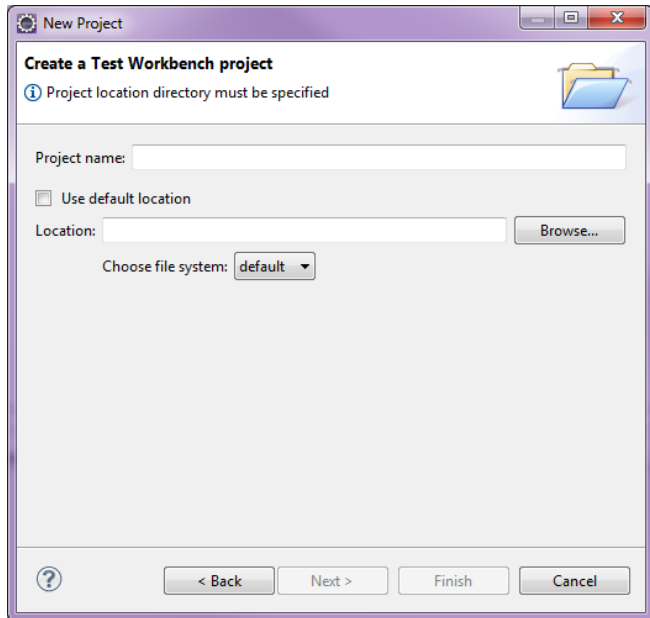 New Project
Create a Test Workbench project
Project location directory must be specified
Project name:
Use default location
Location:
Browse...
Choose file system: default
< Back Next > Finish Cancel